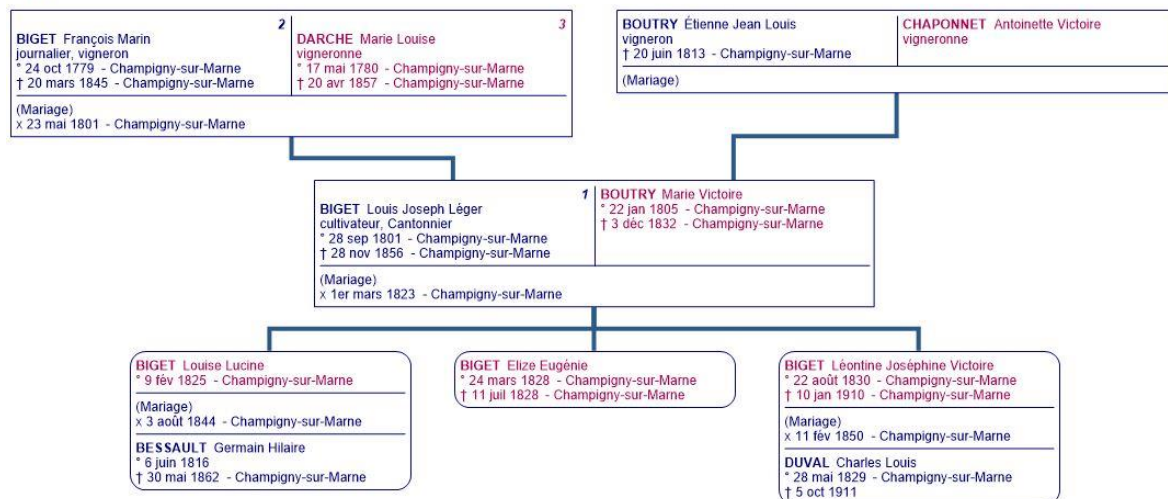 2
BIGET François Marin
journalier, vigneron
° 24 oct 1779 - Champigny-sur-Marne
† 20 mars 1845 - Champigny-sur-Marne
3
DARCHE Marie Louise
vigneronne
° 17 mai 1780 - Champigny-sur-Marne
† 20 avr 1857 - Champigny-sur-Marne
(Mariage)
x 23 mai 1801 - Champigny-sur-Marne
BOUTRY Étienne Jean Louis
vigneron
† 20 juin 1813 - Champigny-sur-Marne
CHAPONNET Antoinette Victoire
vigneronne
(Mariage)
1
BIGET Louis Joseph Léger
cultivateur, Cantonnier
° 28 sep 1801 - Champigny-sur-Marne
† 28 nov 1856 - Champigny-sur-Marne
BOUTRY Marie Victoire
° 22 jan 1805 - Champigny-sur-Marne
† 3 déc 1832 - Champigny-sur-Marne
(Mariage)
x 1er mars 1823 - Champigny-sur-Marne
BIGET Louise Lucine
° 9 fév 1825 - Champigny-sur-Marne
(Mariage)
x 3 août 1844 - Champigny-sur-Marne
BESSAULT Germain Hilaire
° 6 juin 1816
† 30 mai 1862 - Champigny-sur-Marne
BIGET Elize Eugénie
° 24 mars 1828 - Champigny-sur-Marne
† 11 juil 1828 - Champigny-sur-Marne
BIGET Léontine Joséphine Victoire
° 22 août 1830 - Champigny-sur-Marne
† 10 jan 1910 - Champigny-sur-Marne
(Mariage)
x 11 fév 1850 - Champigny-sur-Marne
DUVAL Charles Louis
° 28 mai 1829 - Champigny-sur-Marne
† 5 oct 1911